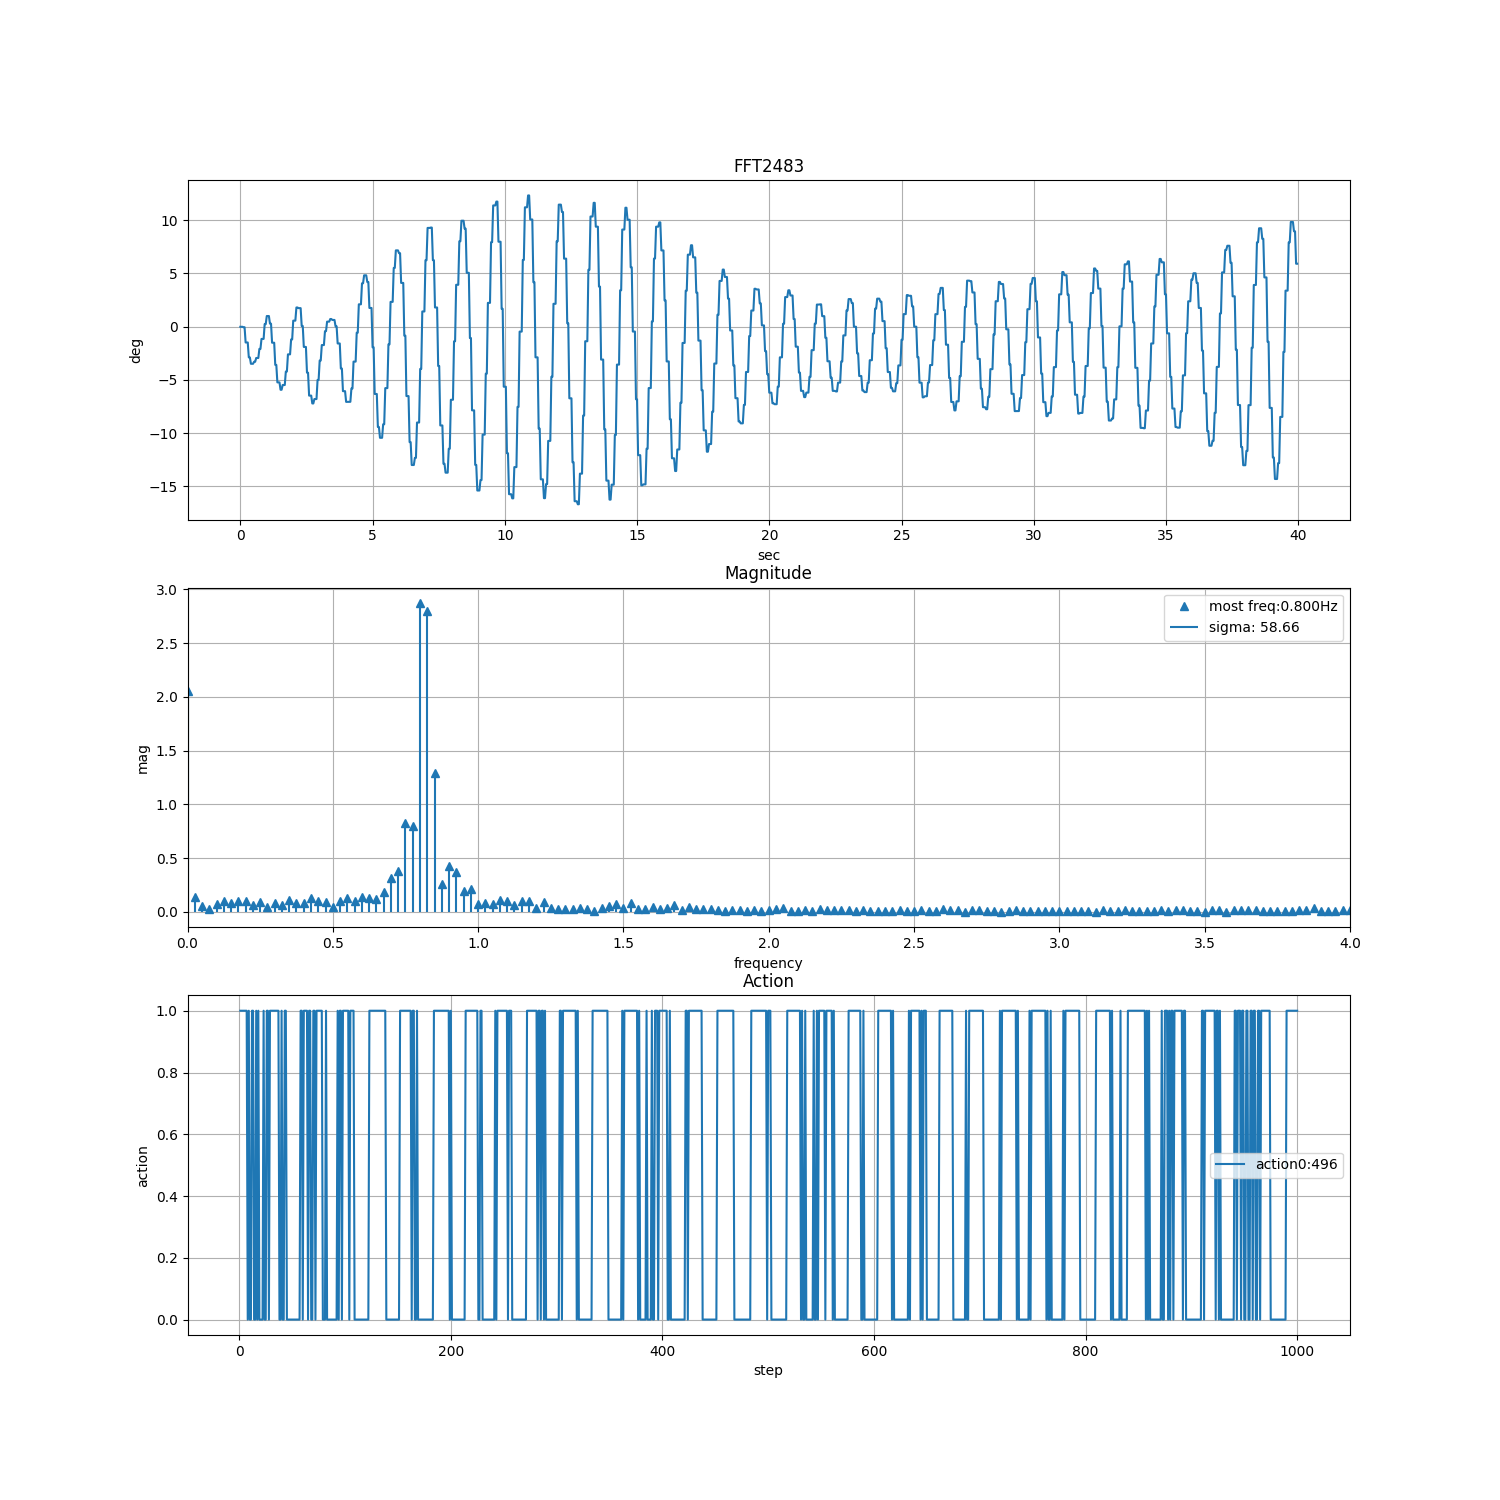 FFT2483
10
5
0
−5
−10
−15
deg
0 5 10 15 20 25 30 35 40
sec
Magnitude
3.0
2.5
2.0
1.5
1.0
0.5
0.0
mag
most freq:0.800Hz
sigma: 58.66
0.0 0.5 1.0 1.5 2.0 2.5 3.0 3.5 4.0
frequency
Action
1.0
0.8
0.6
0.4
0.2
0.0
action
action0:496
0 200 400 600 800 1000
step